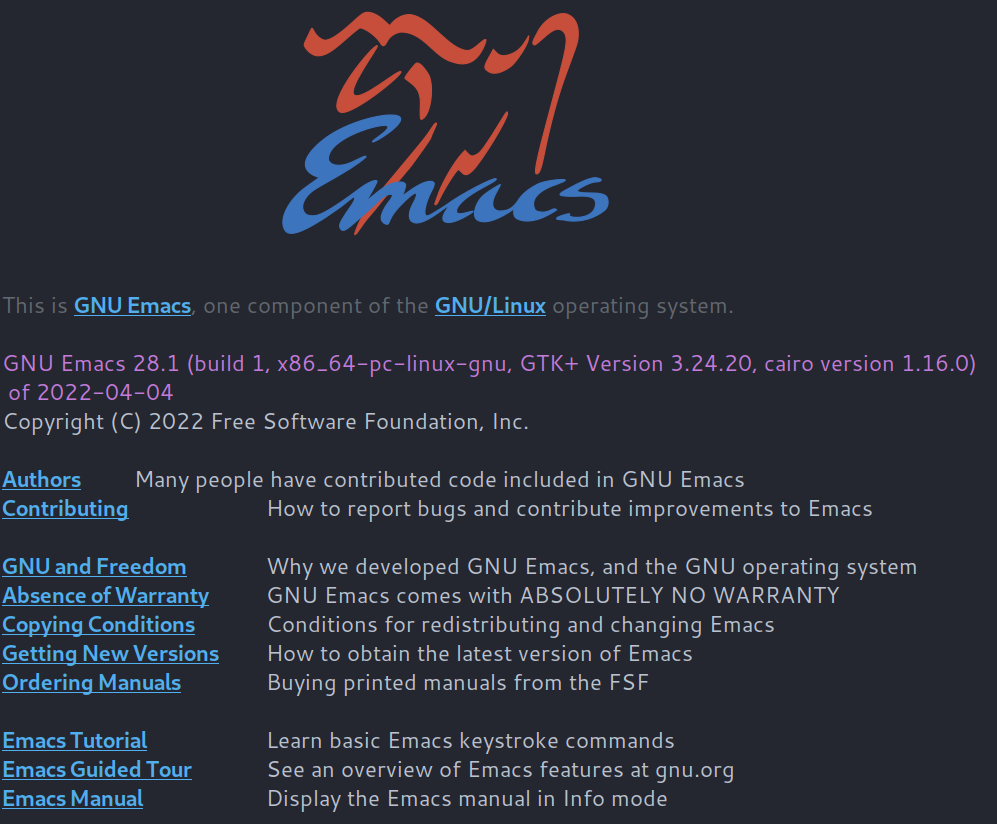 Emacs
This is GNU Emacs, one component of the GNU/Linux operating system.
GNU Emacs 28.1 (build 1, x86_64-pc-linux-gnu, GTK+ Version 3.24.20, cairo version 1.16.0)
of 2022-04-04
Copyright (C) 2022 Free Software Foundation, Inc.
Authors Many people have contributed code included in GNU Emacs
Contributing How to report bugs and contribute improvements to Emacs
GNU and Freedom Why we developed GNU Emacs, and the GNU operating system
Absence of Warranty GNU Emacs comes with ABSOLUTELY NO WARRANTY
Copying Conditions Conditions for redistributing and changing Emacs
Getting New Versions How to obtain the latest version of Emacs
Ordering Manuals Buying printed manuals from the FSF
Emacs Tutorial Learn basic Emacs keystroke commands
Emacs Guided Tour See an overview of Emacs features at gnu.org
Emacs Manual Display the Emacs manual in Info mode